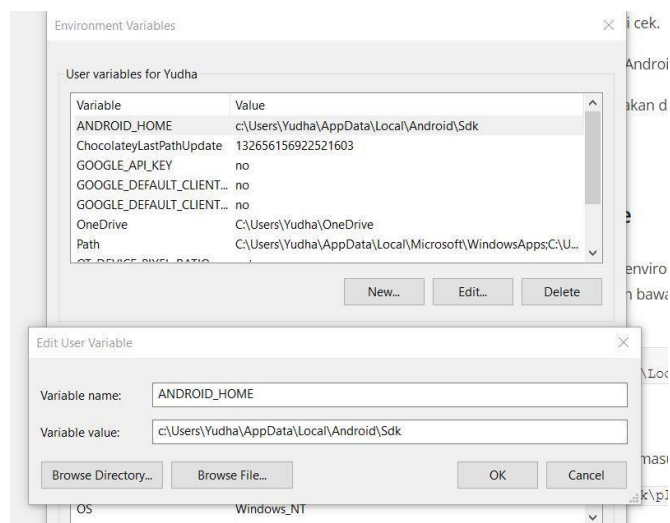 Environment Variables
i cek.
Androi
akan d
User variables for Yudha
Variable Value
ANDROID_HOME c:\Users\Yudha\AppData\Local\Android\Sdk
ChocolateyLastPathUpdate 132656156922521603
GOOGLE_API_KEY no
GOOGLE_DEFAULT_CLIENT... no
GOOGLE_DEFAULT_CLIENT... no
OneDrive C:\Users\Yudha\OneDrive
Path C:\Users\Yudha\AppData\Local\Microsoft\WindowsApps;C:\U...
e
enviro
n bawa
New... Edit... Delete
Edit User Variable
\Loc
Variable name: ANDROID_HOME
Variable value: c:\Users\Yudha\AppData\Local\Android\Sdk
masu
Browse Directory... Browse File... OK Cancel
k\pl
OS Windows_NT